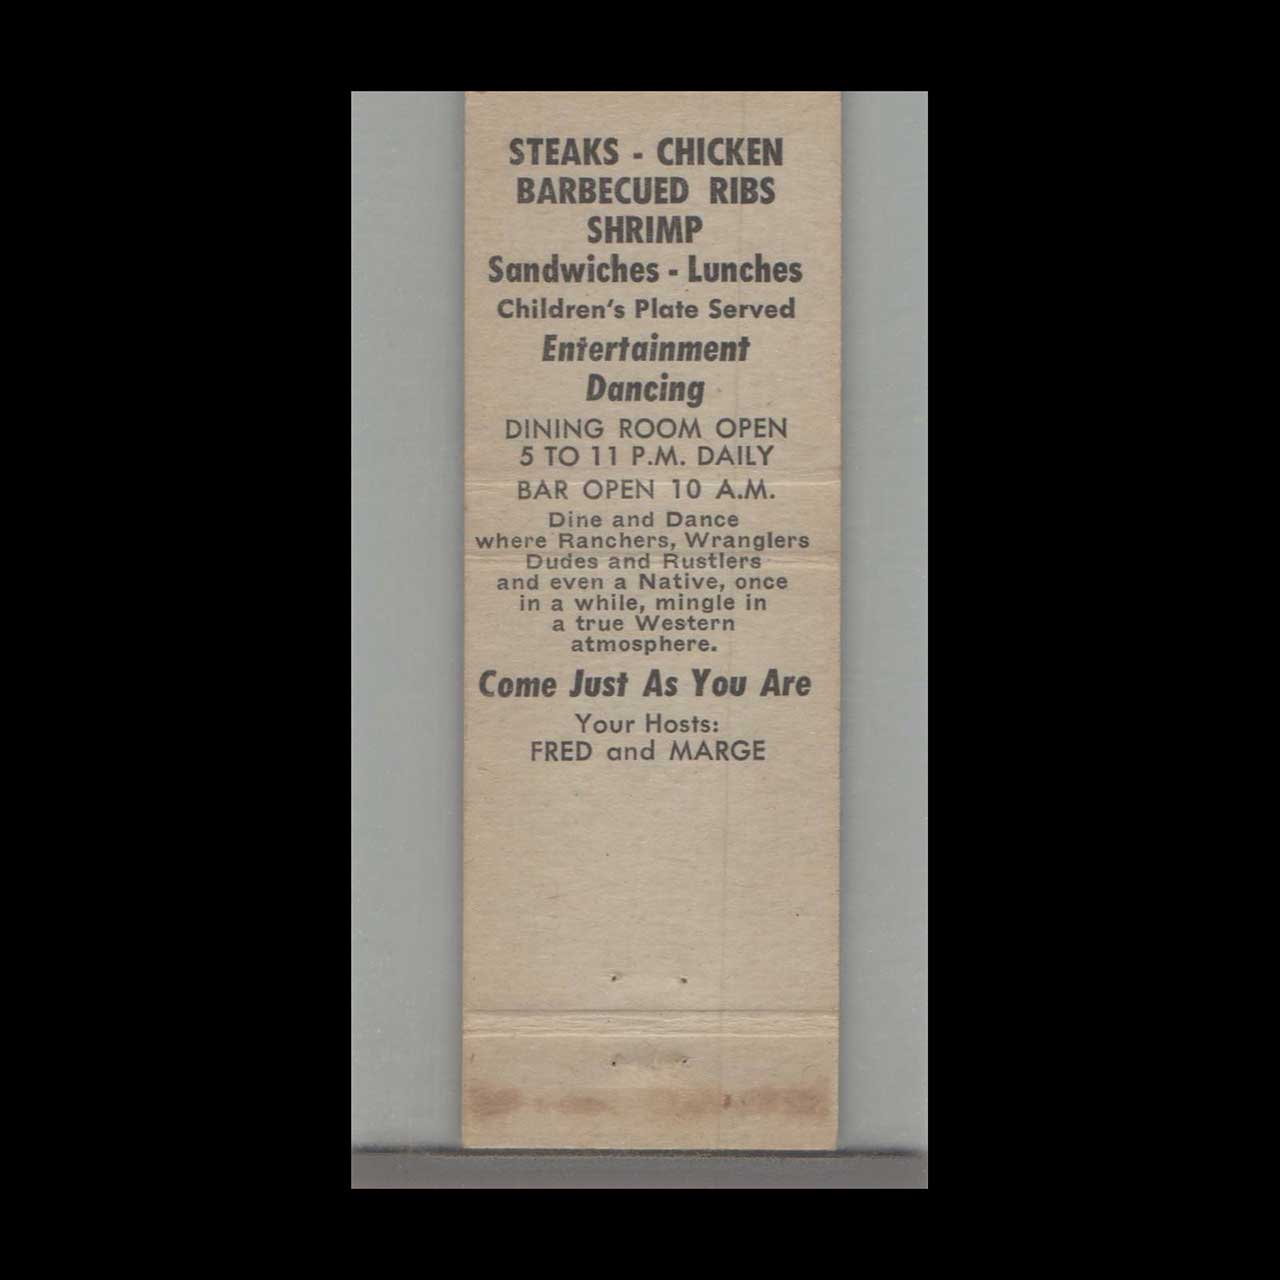 STEAKS - CHICKEN
BARBECUED RIBS
SHRIMP
Sandwiches - Lunches
Children's Plate Served
Entertainment
Dancing
DINING ROOM OPEN
5 TO 11 P.M. DAILY
BAR OPEN 10 A.M.
Dine and Dance
where Ranchers, Wranglers
Dudes and Rustlers
and even a Native, once
in a while, mingle in
a true Western
atmosphere.
Come Just As You Are
Your Hosts:
FRED and MARGE